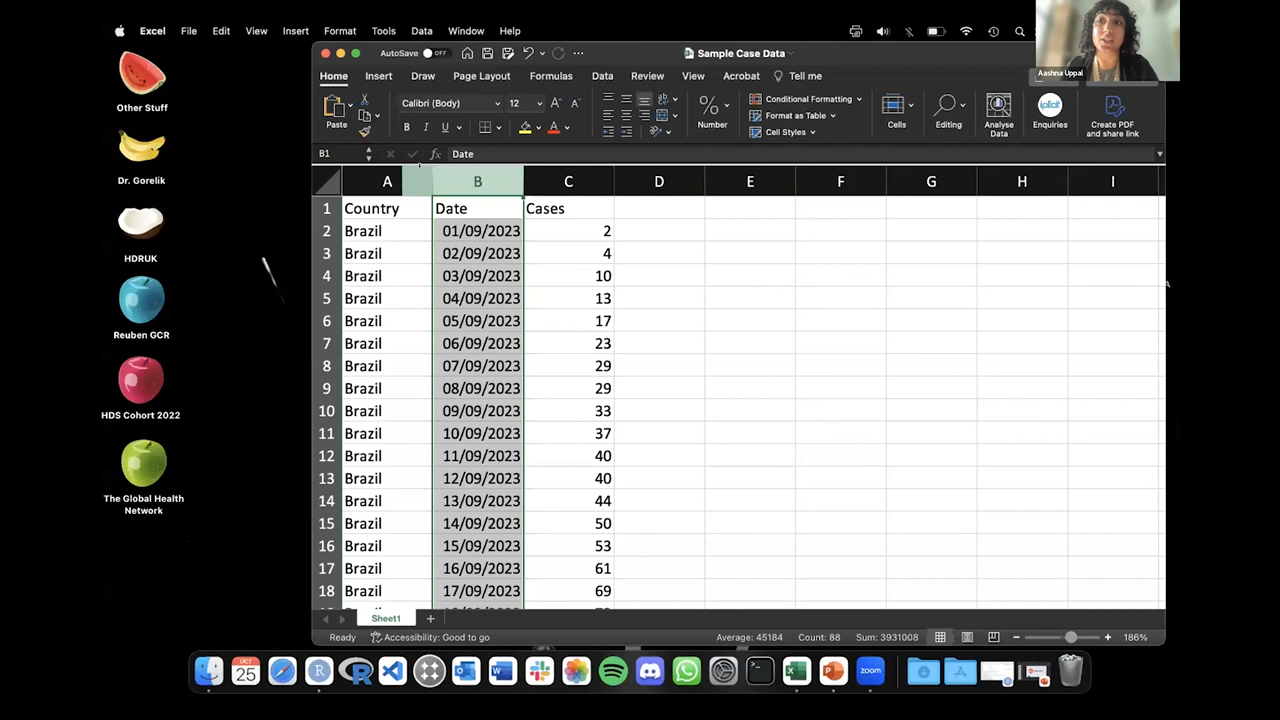 Excel File Edit View Insert Format Tools Data Window Help
Aashna Uppal
AutoSave OFF
Sample Case Data
Home Insert Draw Page Layout Formulas Data Review View Acrobat Tell me
Paste
Calibri (Body) 12
B I U
Number
Conditional Formatting
Format as Table
Cell Styles
Cells
Editing
Analyse
Data
Enquiries
Create PDF
and share link
B1 fx Date
A B C D E F G H I
1 Country Date Cases
2 Brazil 01/09/2023 2
3 Brazil 02/09/2023 4
4 Brazil 03/09/2023 10
5 Brazil 04/09/2023 13
6 Brazil 05/09/2023 17
7 Brazil 06/09/2023 23
8 Brazil 07/09/2023 29
9 Brazil 08/09/2023 29
10 Brazil 09/09/2023 33
11 Brazil 10/09/2023 37
12 Brazil 11/09/2023 40
13 Brazil 12/09/2023 40
14 Brazil 13/09/2023 44
15 Brazil 14/09/2023 50
16 Brazil 15/09/2023 53
17 Brazil 16/09/2023 61
18 Brazil 17/09/2023 69
Sheet1
Ready Accessibility: Good to go Average: 45184 Count: 88 Sum: 3931008 186%
Other Stuff
Dr. Gorelik
HDRUK
Reuben GCR
HDS Cohort 2022
The Global Health
Network
OCT
25
zoom